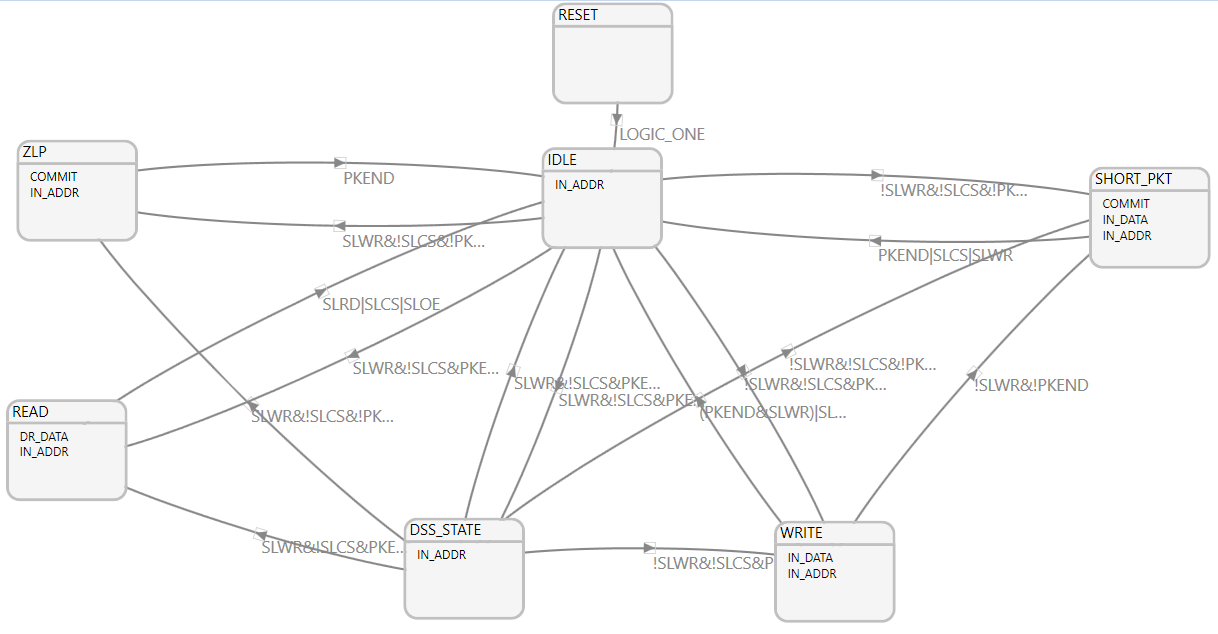 RESET
LOGIC_ONE
ZLP
COMMIT
IN_ADDR
PKEND
IDLE
IN_ADDR
!SLWR&!SLCS&!PK...
SHORT_PKT
COMMIT
IN_DATA
IN_ADDR
SLWR&!SLCS&!PK...
PKEND|SLCS|SLWR
SLRD|SLCS|SLOE
SLWR&!SLCS&PKE...
SLWR&!SLCS&PKE...
SLWR&!SLCS&PKE...
!SLWR&!SLCS&!PK...
!SLWR&!SLCS&PK...
!SLWR&!PKEND
(PKEND&SLWR)|SL...
SLWR&!SLCS&!PK...
READ
DR_DATA
IN_ADDR
SLWR&!SLCS&PKE...
DSS_STATE
IN_ADDR
!SLWR&!SLCS&P
WRITE
IN_DATA
IN_ADDR